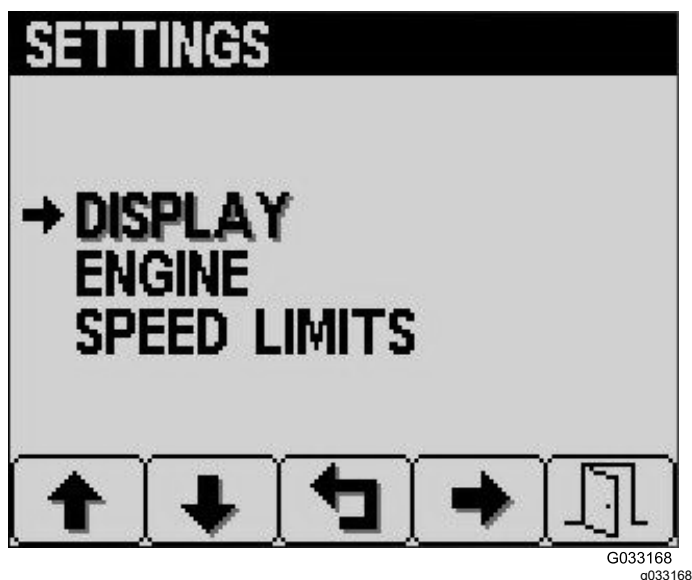 SETTINGS
DISPLAY
ENGINE
SPEED LIMITS
G033168
g033168